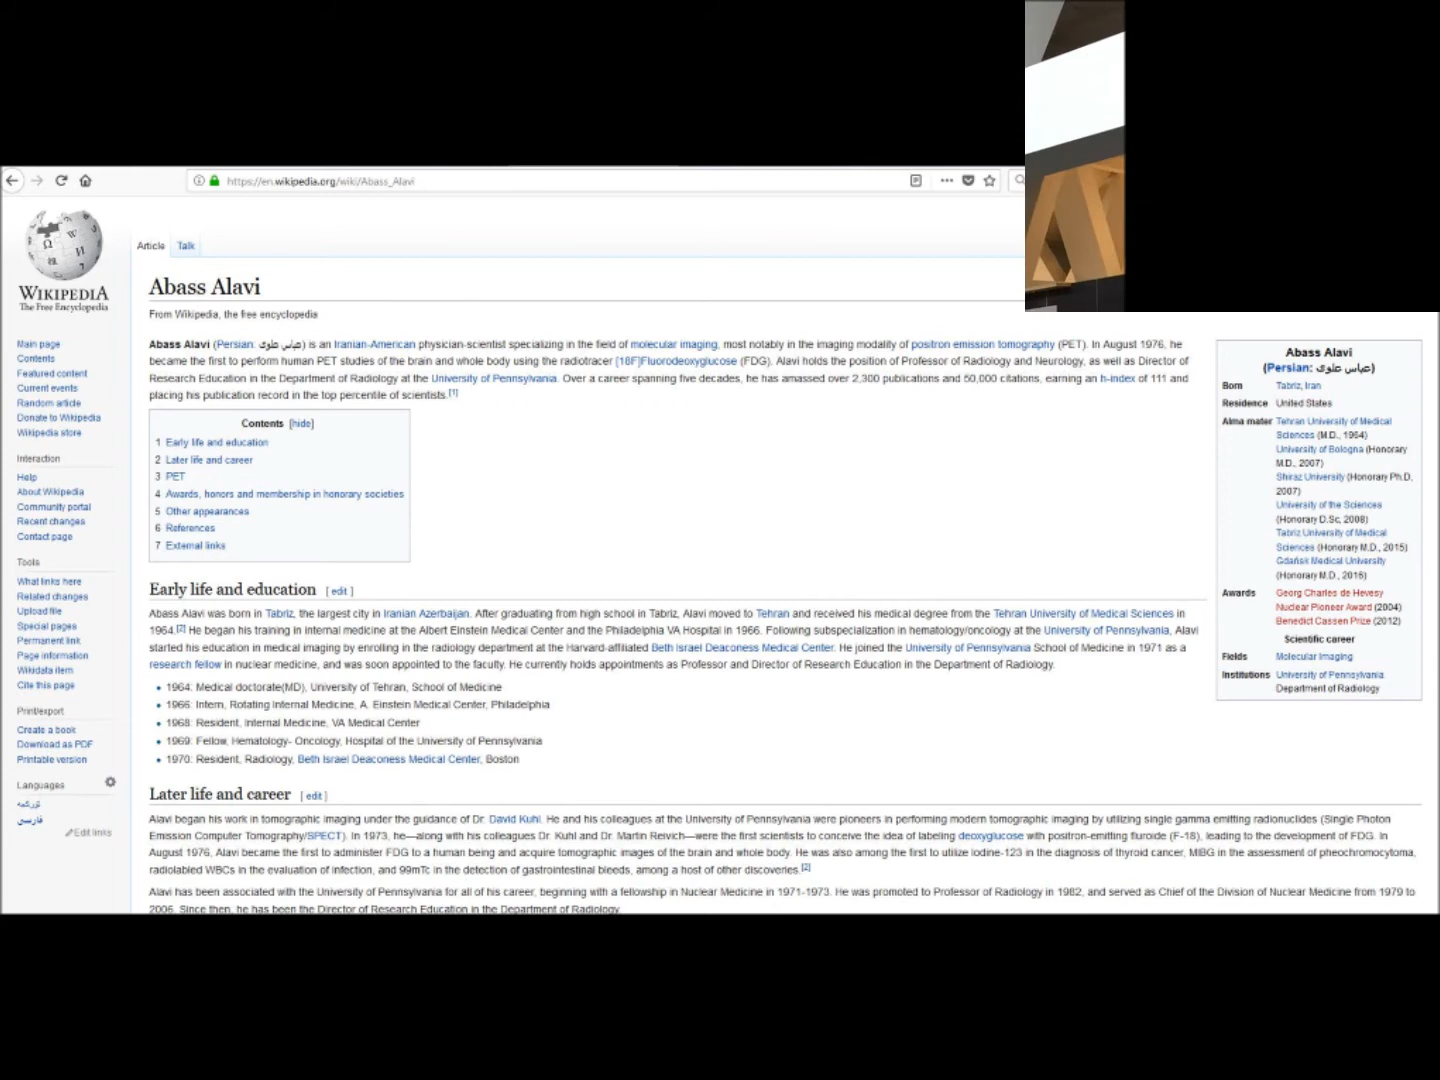 https://en.wikipedia.org/wiki/Abass_Alavi
WIKIPEDIA
The Free Encyclopedia
Main page
Contents
Featured content
Current events
Random article
Donate to Wikipedia
Wikipedia store
Interaction
Help
About Wikipedia
Community portal
Recent changes
Contact page
Tools
What links here
Related changes
Upload file
Special pages
Permanent link
Page information
Wikidata item
Cite this page
Print/export
Create a book
Download as PDF
Printable version
Languages
تۆرکجه
فارسی
Edit links
Article Talk
Abass Alavi
From Wikipedia, the free encyclopedia
Abass Alavi (Persian: عباس علوی) is an Iranian-American physician-scientist specializing in the field of molecular imaging, most notably in the imaging modality of positron emission tomography (PET). In August 1976, he
became the first to perform human PET studies of the brain and whole body using the radiotracer [18F]Fluorodeoxyglucose (FDG). Alavi holds the position of Professor of Radiology and Neurology, as well as Director of
Research Education in the Department of Radiology at the University of Pennsylvania. Over a career spanning five decades, he has amassed over 2,300 publications and 50,000 citations, earning an h-index of 111 and
placing his publication record in the top percentile of scientists.[1]
Contents [hide]
1 Early life and education
2 Later life and career
3 PET
4 Awards, honors and membership in honorary societies
5 Other appearances
6 References
7 External links
Early life and education [ edit ]
Abass Alavi was born in Tabriz, the largest city in Iranian Azerbaijan. After graduating from high school in Tabriz, Alavi moved to Tehran and received his medical degree from the Tehran University of Medical Sciences in
1964.[2] He began his training in internal medicine at the Albert Einstein Medical Center and the Philadelphia VA Hospital in 1966. Following subspecialization in hematology/oncology at the University of Pennsylvania, Alavi
started his education in medical imaging by enrolling in the radiology department at the Harvard-affiliated Beth Israel Deaconess Medical Center. He joined the University of Pennsylvania School of Medicine in 1971 as a
research fellow in nuclear medicine, and was soon appointed to the faculty. He currently holds appointments as Professor and Director of Research Education in the Department of Radiology.
• 1964: Medical doctorate(MD), University of Tehran, School of Medicine
• 1966: Intern, Rotating Internal Medicine, A. Einstein Medical Center, Philadelphia
• 1968: Resident, Internal Medicine, VA Medical Center
• 1969: Fellow, Hematology- Oncology, Hospital of the University of Pennsylvania
• 1970: Resident, Radiology, Beth Israel Deaconess Medical Center, Boston
Later life and career [ edit ]
Alavi began his work in tomographic imaging under the guidance of Dr. David Kuhl. He and his colleagues at the University of Pennsylvania were pioneers in performing modern tomographic imaging by utilizing single gamma emitting radionuclides (Single Photon
Emission Computer Tomography/SPECT). In 1973, he—along with his colleagues Dr. Kuhl and Dr. Martin Reivich—were the first scientists to conceive the idea of labeling deoxyglucose with positron-emitting fluroide (F-18), leading to the development of FDG. In
August 1976, Alavi became the first to administer FDG to a human being and acquire tomographic images of the brain and whole body. He was also among the first to utilize Iodine-123 in the diagnosis of thyroid cancer, MIBG in the assessment of pheochromocytoma,
radiolabled WBCs in the evaluation of infection, and 99mTc in the detection of gastrointestinal bleeds, among a host of other discoveries.[2]
Alavi has been associated with the University of Pennsylvania for all of his career, beginning with a fellowship in Nuclear Medicine in 1971-1973. He was promoted to Professor of Radiology in 1982, and served as Chief of the Division of Nuclear Medicine from 1979 to
2006. Since then, he has been the Director of Research Education in the Department of Radiology.
Abass Alavi
(Persian: عباس علوی)
Born Tabriz, Iran
Residence United States
Alma mater Tehran University of Medical
Sciences (M.D., 1964)
University of Bologna (Honorary
M.D., 2007)
Shiraz University (Honorary Ph.D,
2007)
University of the Sciences
(Honorary D.Sc, 2008)
Tabriz University of Medical
Sciences (Honorary M.D., 2015)
Gdańsk Medical University
(Honorary M.D., 2016)
Awards Georg Charles de Hevesy
Nuclear Pioneer Award (2004)
Benedict Cassen Prize (2012)
Scientific career
Fields Molecular Imaging
Institutions University of Pennsylvania
Department of Radiology